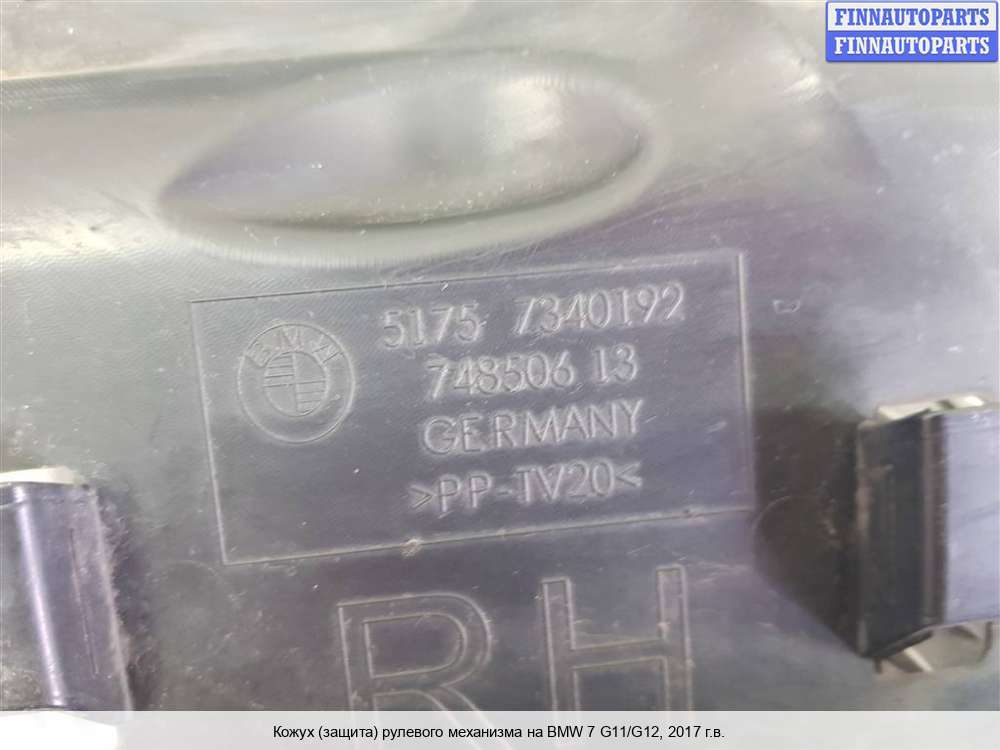 FINNAUTOPARTS
FINNAUTOPARTS
BMW
5175 7340192
748506 13
GERMANY
>PP-TV20<
RH
Кожух (защита) рулевого механизма на BMW 7 G11/G12, 2017 г.в.